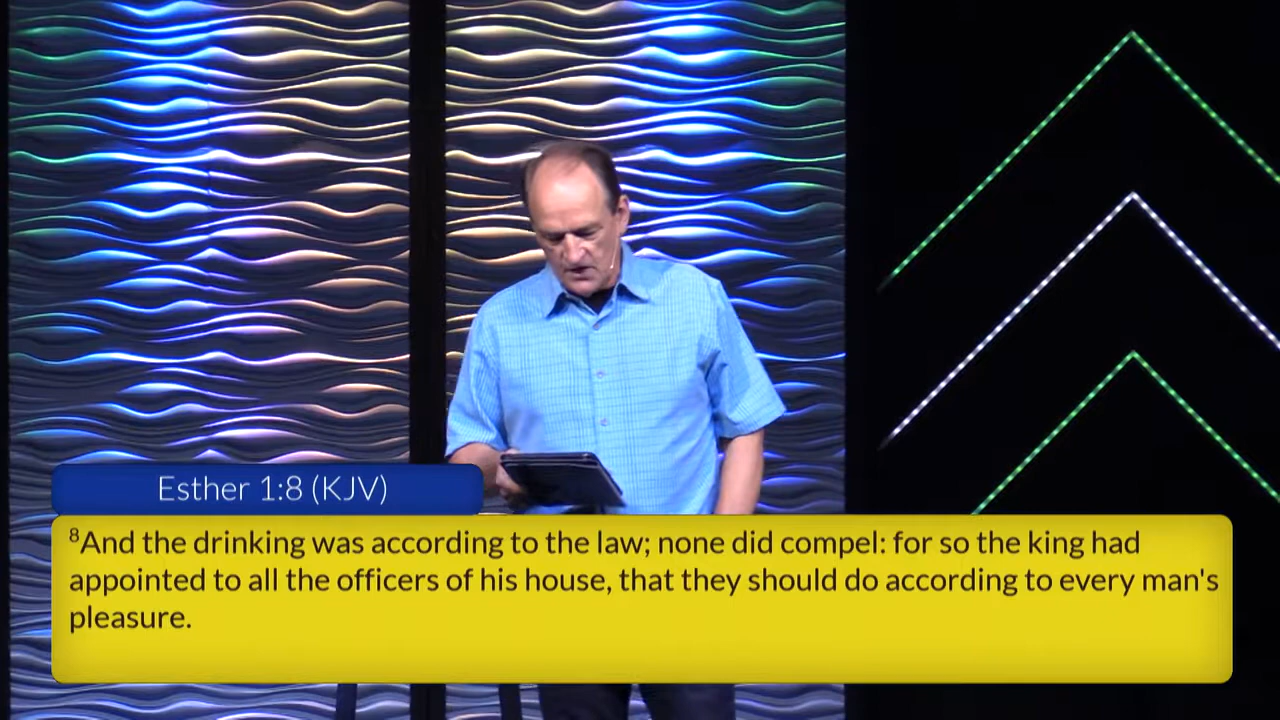 Esther 1:8 (KJV)
8And the drinking was according to the law; none did compel: for so the king had
appointed to all the officers of his house, that they should do according to every man's
pleasure.